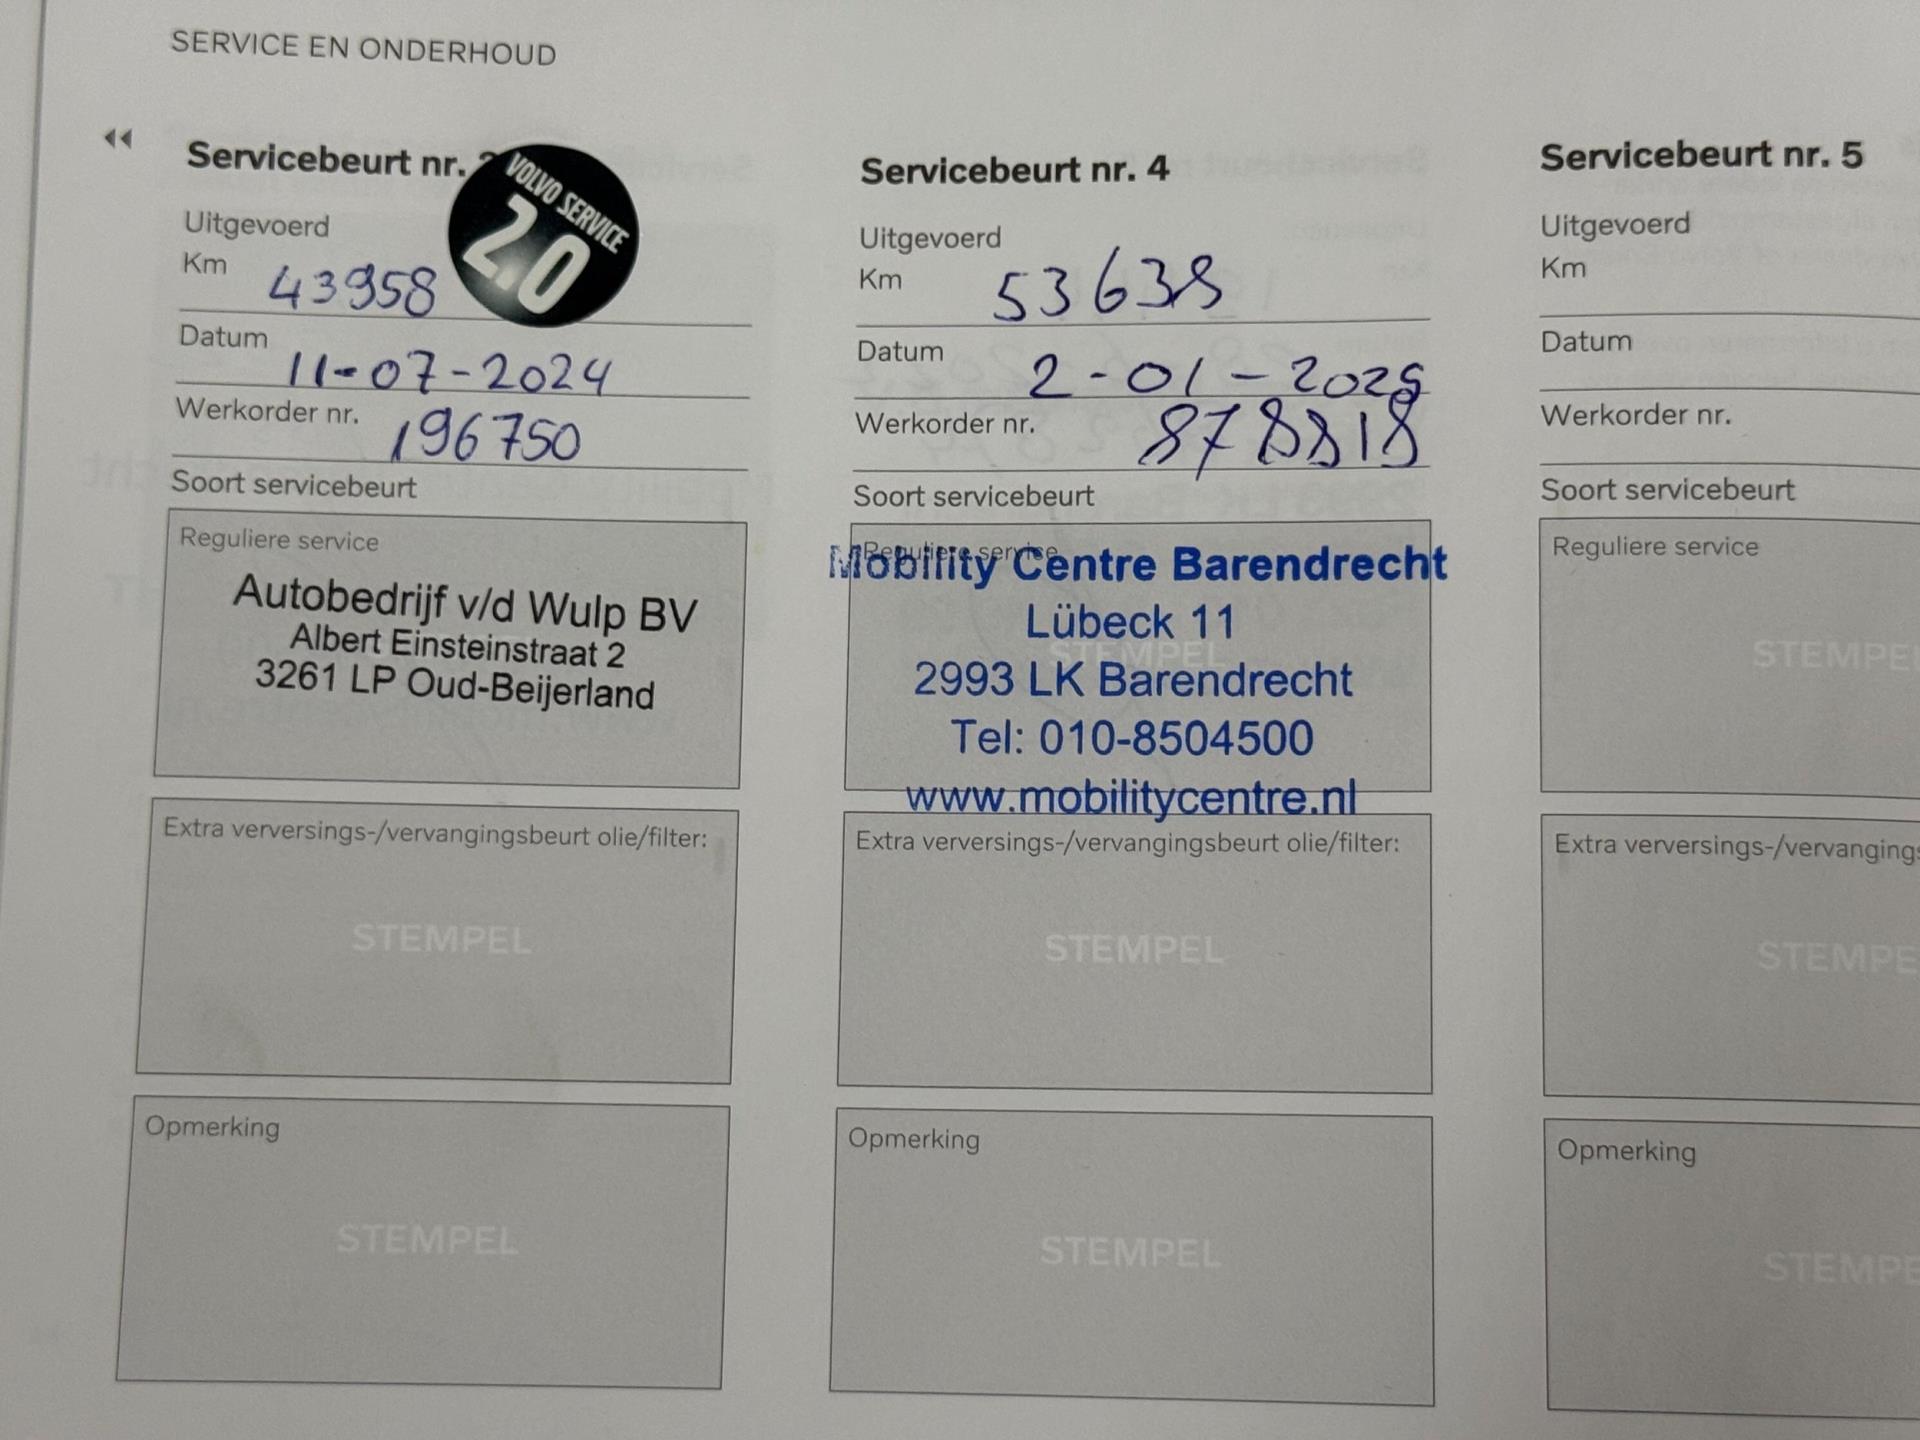 SERVICE EN ONDERHOUD
Servicebeurt nr.
VOLVO SERVICE
2.0
Uitgevoerd
Km 43958
Datum 11-07-2024
Werkorder nr. 196750
Soort servicebeurt
Reguliere service
Autobedrijf v/d Wulp BV
Albert Einsteinstraat 2
3261 LP Oud-Beijerland
Extra verversings-/vervangingsbeurt olie/filter:
STEMPEL
Opmerking
STEMPEL
Servicebeurt nr. 4
Uitgevoerd
Km 53638
Datum 2-01-2025
Werkorder nr. 878818
Soort servicebeurt
Reguliere service
Mobility Centre Barendrecht
Lübeck 11
STEMPEL
2993 LK Barendrecht
Tel: 010-8504500
www.mobilitycentre.nl
Extra verversings-/vervangingsbeurt olie/filter:
STEMPEL
Opmerking
STEMPEL
Servicebeurt nr. 5
Uitgevoerd
Km
Datum
Werkorder nr.
Soort servicebeurt
Reguliere service
STEMPE
Extra verversings-/vervangings
STEMPE
Opmerking
STEMPE